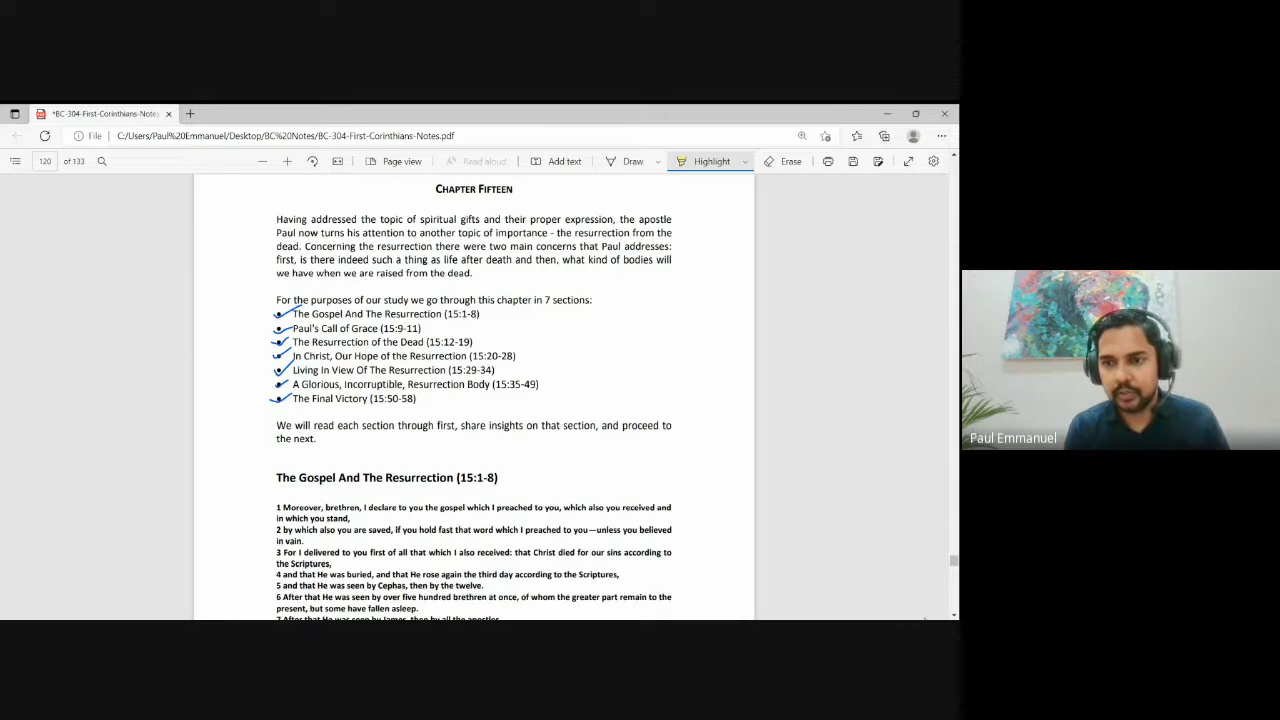 *BC-304-First-Corinthians-Notes
File
C:/Users/Paul%20Emmanuel/Desktop/BC%20Notes/BC-304-First-Corinthians-Notes.pdf
120 of 133
Page view
Read aloud
Add text
Draw
Highlight
Erase
CHAPTER FIFTEEN
Having addressed the topic of spiritual gifts and their proper expression, the apostle
Paul now turns his attention to another topic of importance - the resurrection from the
dead. Concerning the resurrection there were two main concerns that Paul addresses:
first, is there indeed such a thing as life after death and then, what kind of bodies will
we have when we are raised from the dead.
For the purposes of our study we go through this chapter in 7 sections:
The Gospel And The Resurrection (15:1-8)
Paul's Call of Grace (15:9-11)
The Resurrection of the Dead (15:12-19)
In Christ, Our Hope of the Resurrection (15:20-28)
Living In View Of The Resurrection (15:29-34)
A Glorious, Incorruptible, Resurrection Body (15:35-49)
The Final Victory (15:50-58)
We will read each section through first, share insights on that section, and proceed to
the next.
The Gospel And The Resurrection (15:1-8)
1 Moreover, brethren, I declare to you the gospel which I preached to you, which also you received and
in which you stand,
2 by which also you are saved, if you hold fast that word which I preached to you—unless you believed
in vain.
3 For I delivered to you first of all that which I also received: that Christ died for our sins according to
the Scriptures,
4 and that He was buried, and that He rose again the third day according to the Scriptures,
5 and that He was seen by Cephas, then by the twelve.
6 After that He was seen by over five hundred brethren at once, of whom the greater part remain to the
present, but some have fallen asleep.
7 After that He was seen by James, then by all the apostles
Paul Emmanuel